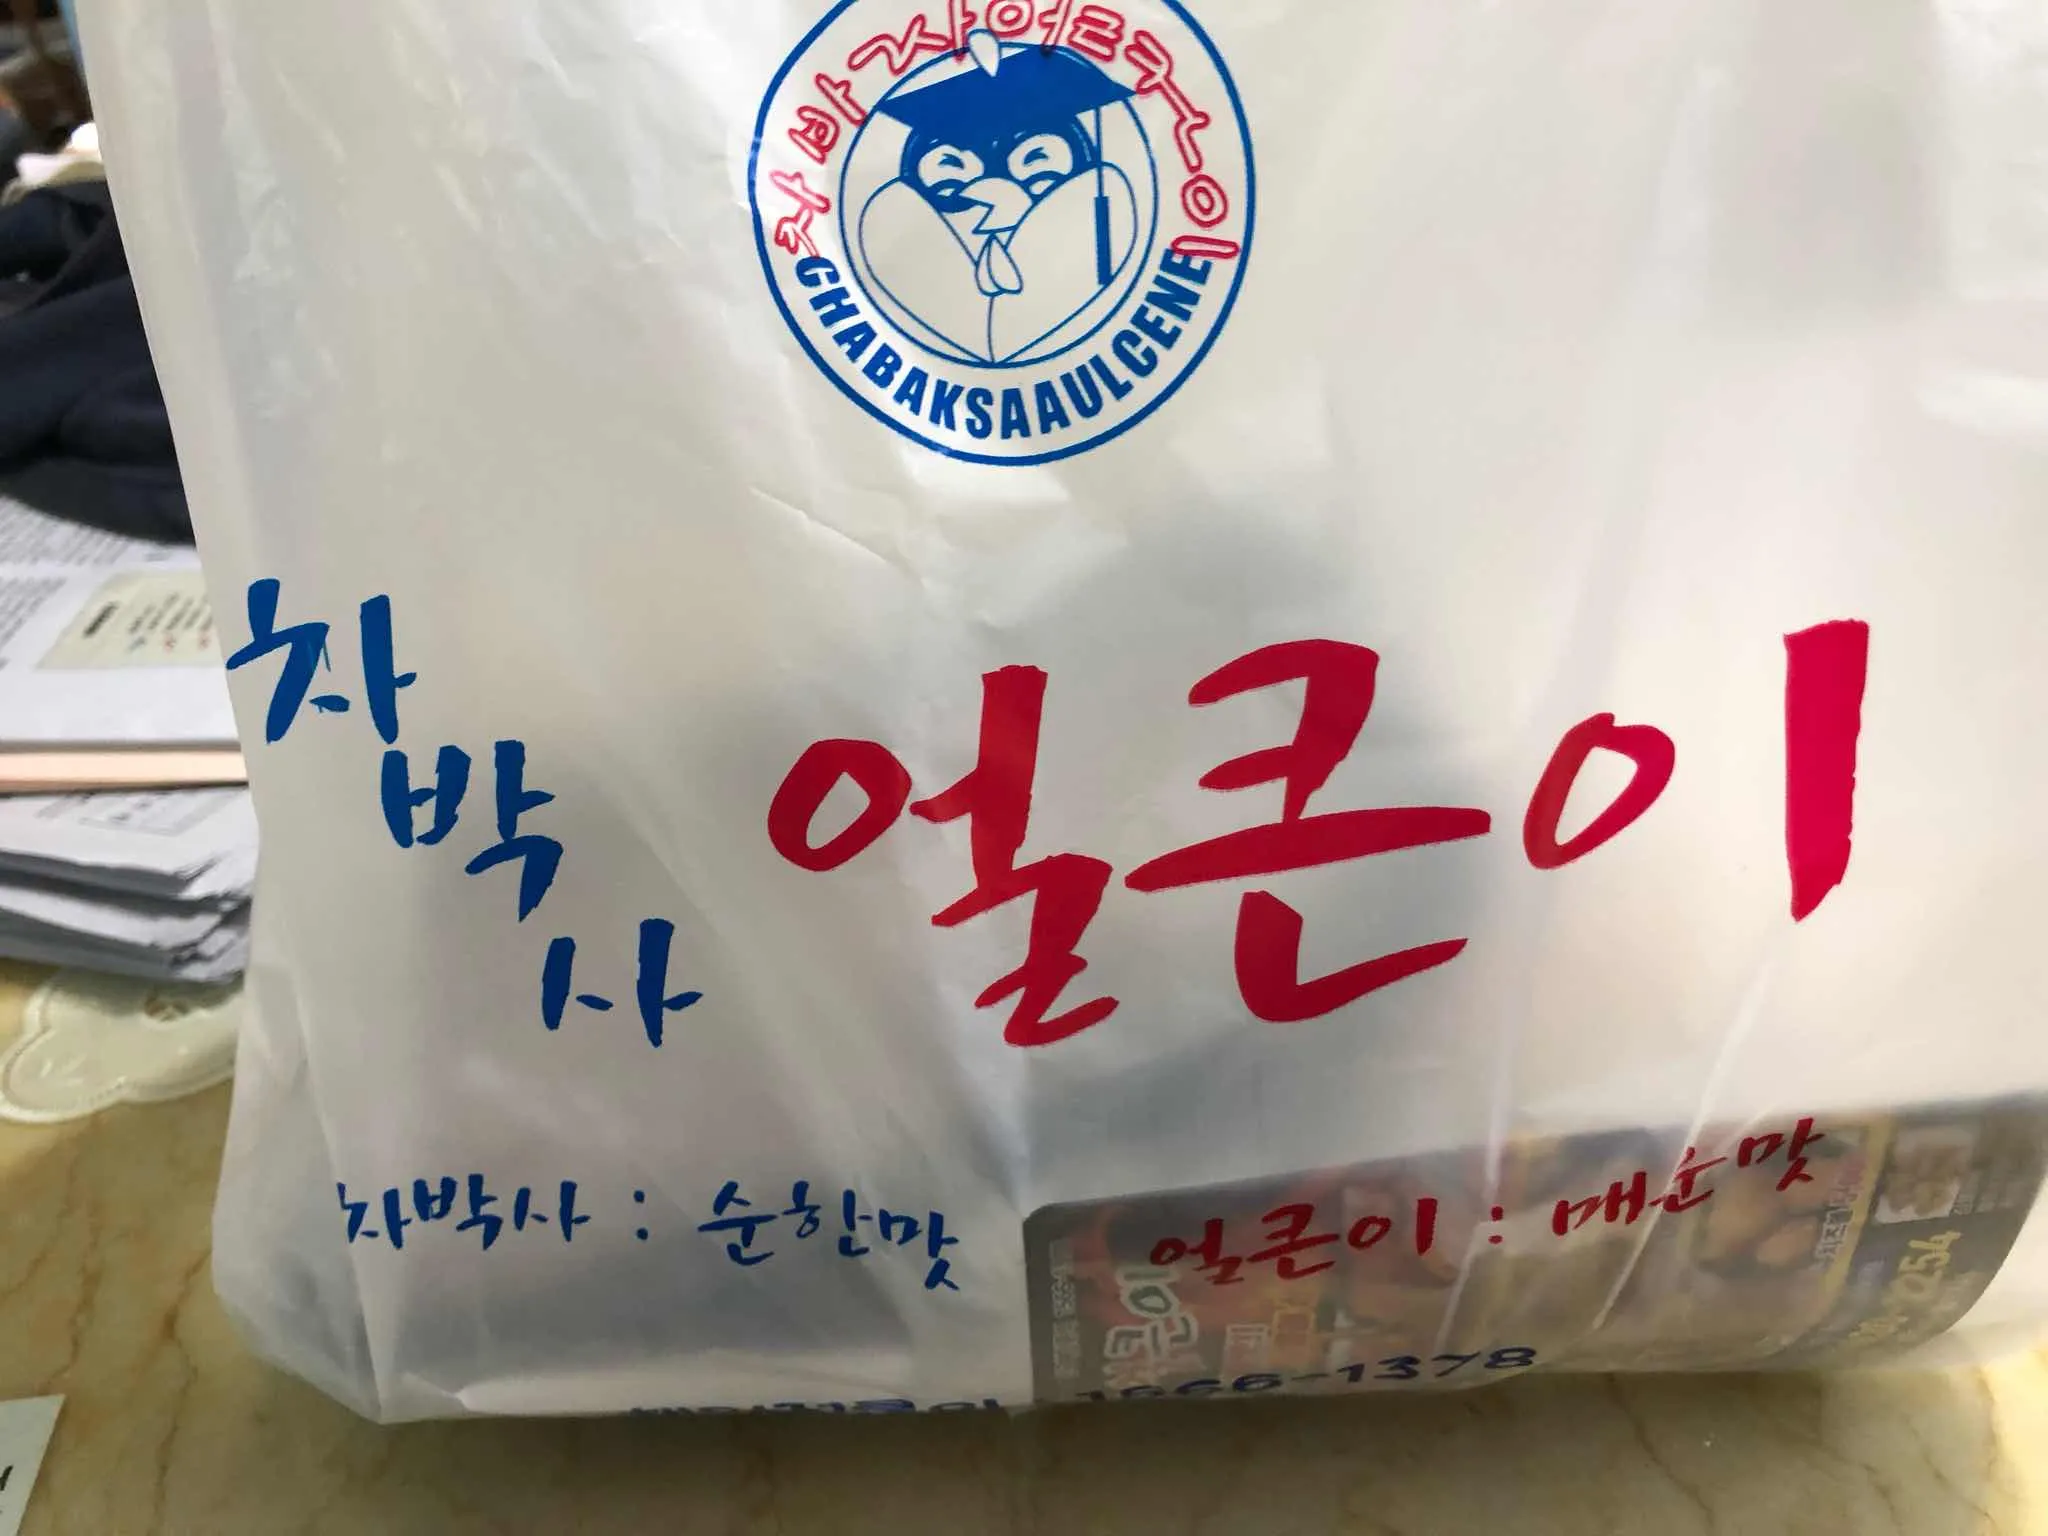 차박사얼큰이
CHABAKSAAULCENE
차
박
사
얼큰이
차박사 : 순한맛
얼큰이 : 매운맛
1666-1378